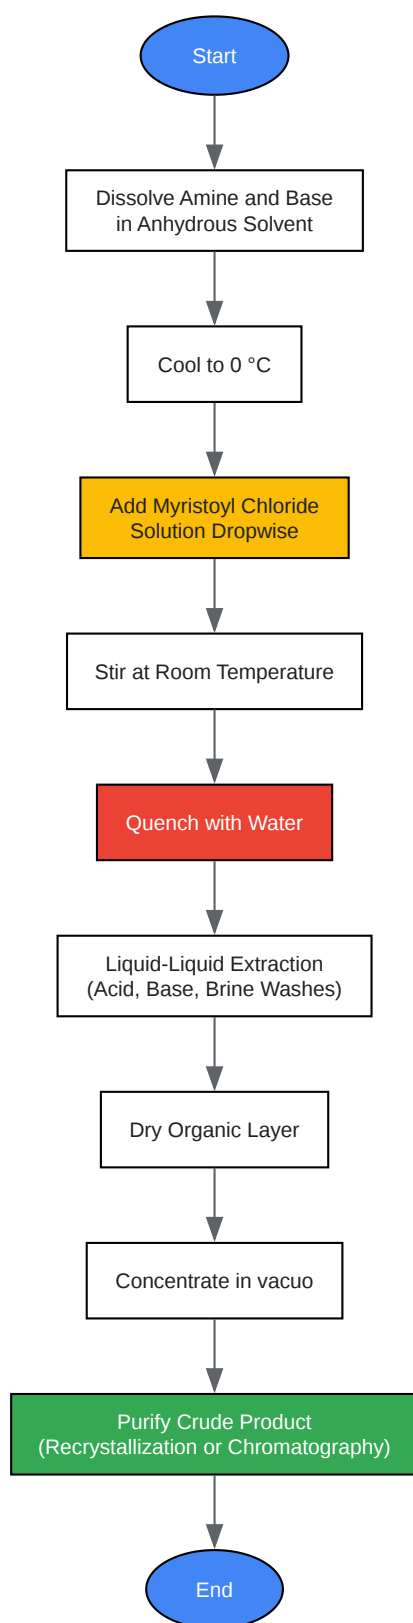 Start
Dissolve Amine and Base
in Anhydrous Solvent
Cool to 0 °C
Add Myristoyl Chloride
Solution Dropwise
Stir at Room Temperature
Quench with Water
Liquid-Liquid Extraction
(Acid, Base, Brine Washes)
Dry Organic Layer
Concentrate in vacuo
Purify Crude Product
(Recrystallization or Chromatography)
End